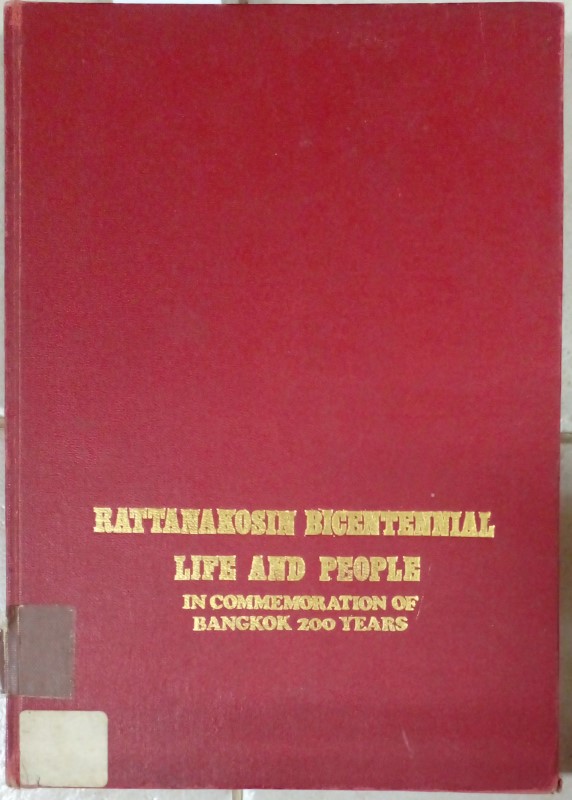 RATTANAKOSIN BICENTENNIAL
LIFE AND PEOPLE
IN COMMEMORATION OF
BANGKOK 200 YEARS